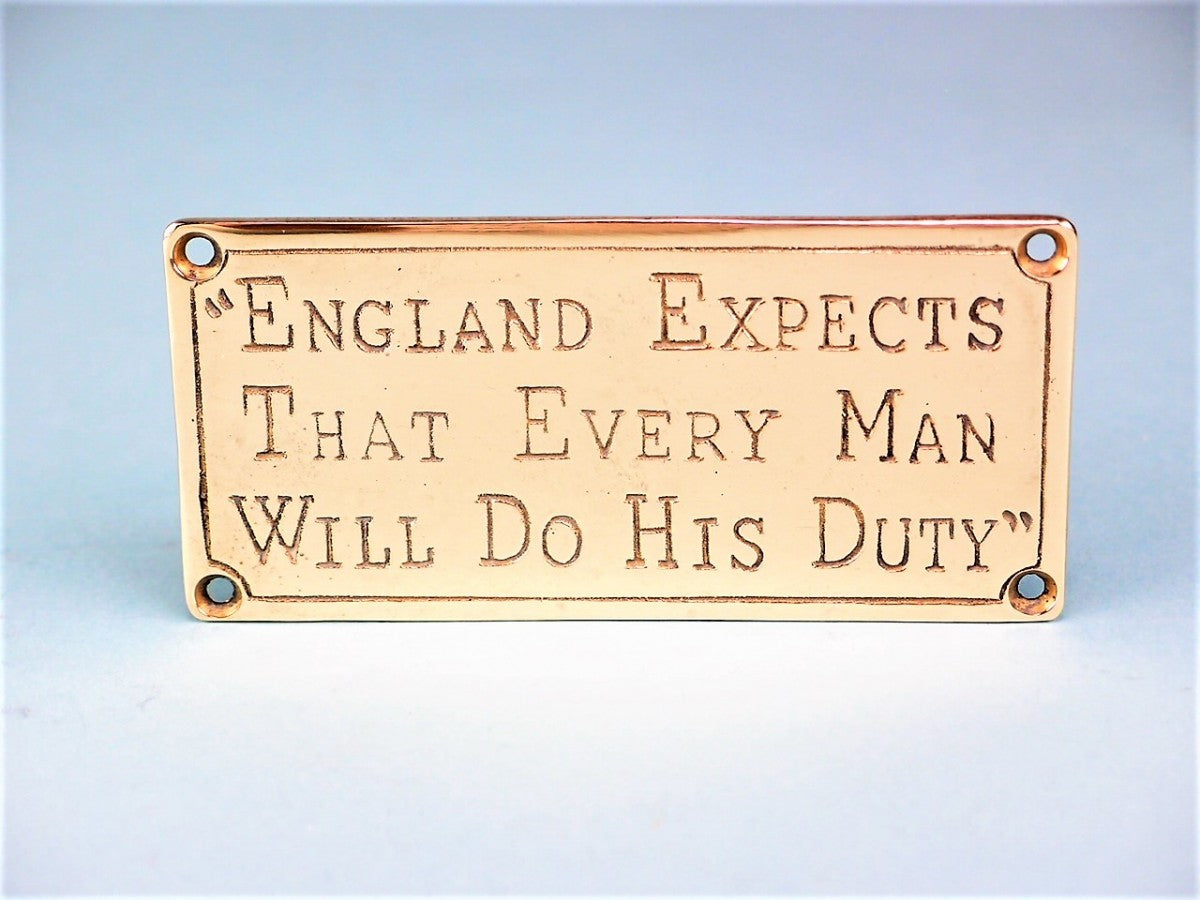 “England Expects
That Every Man
Will Do His Duty”